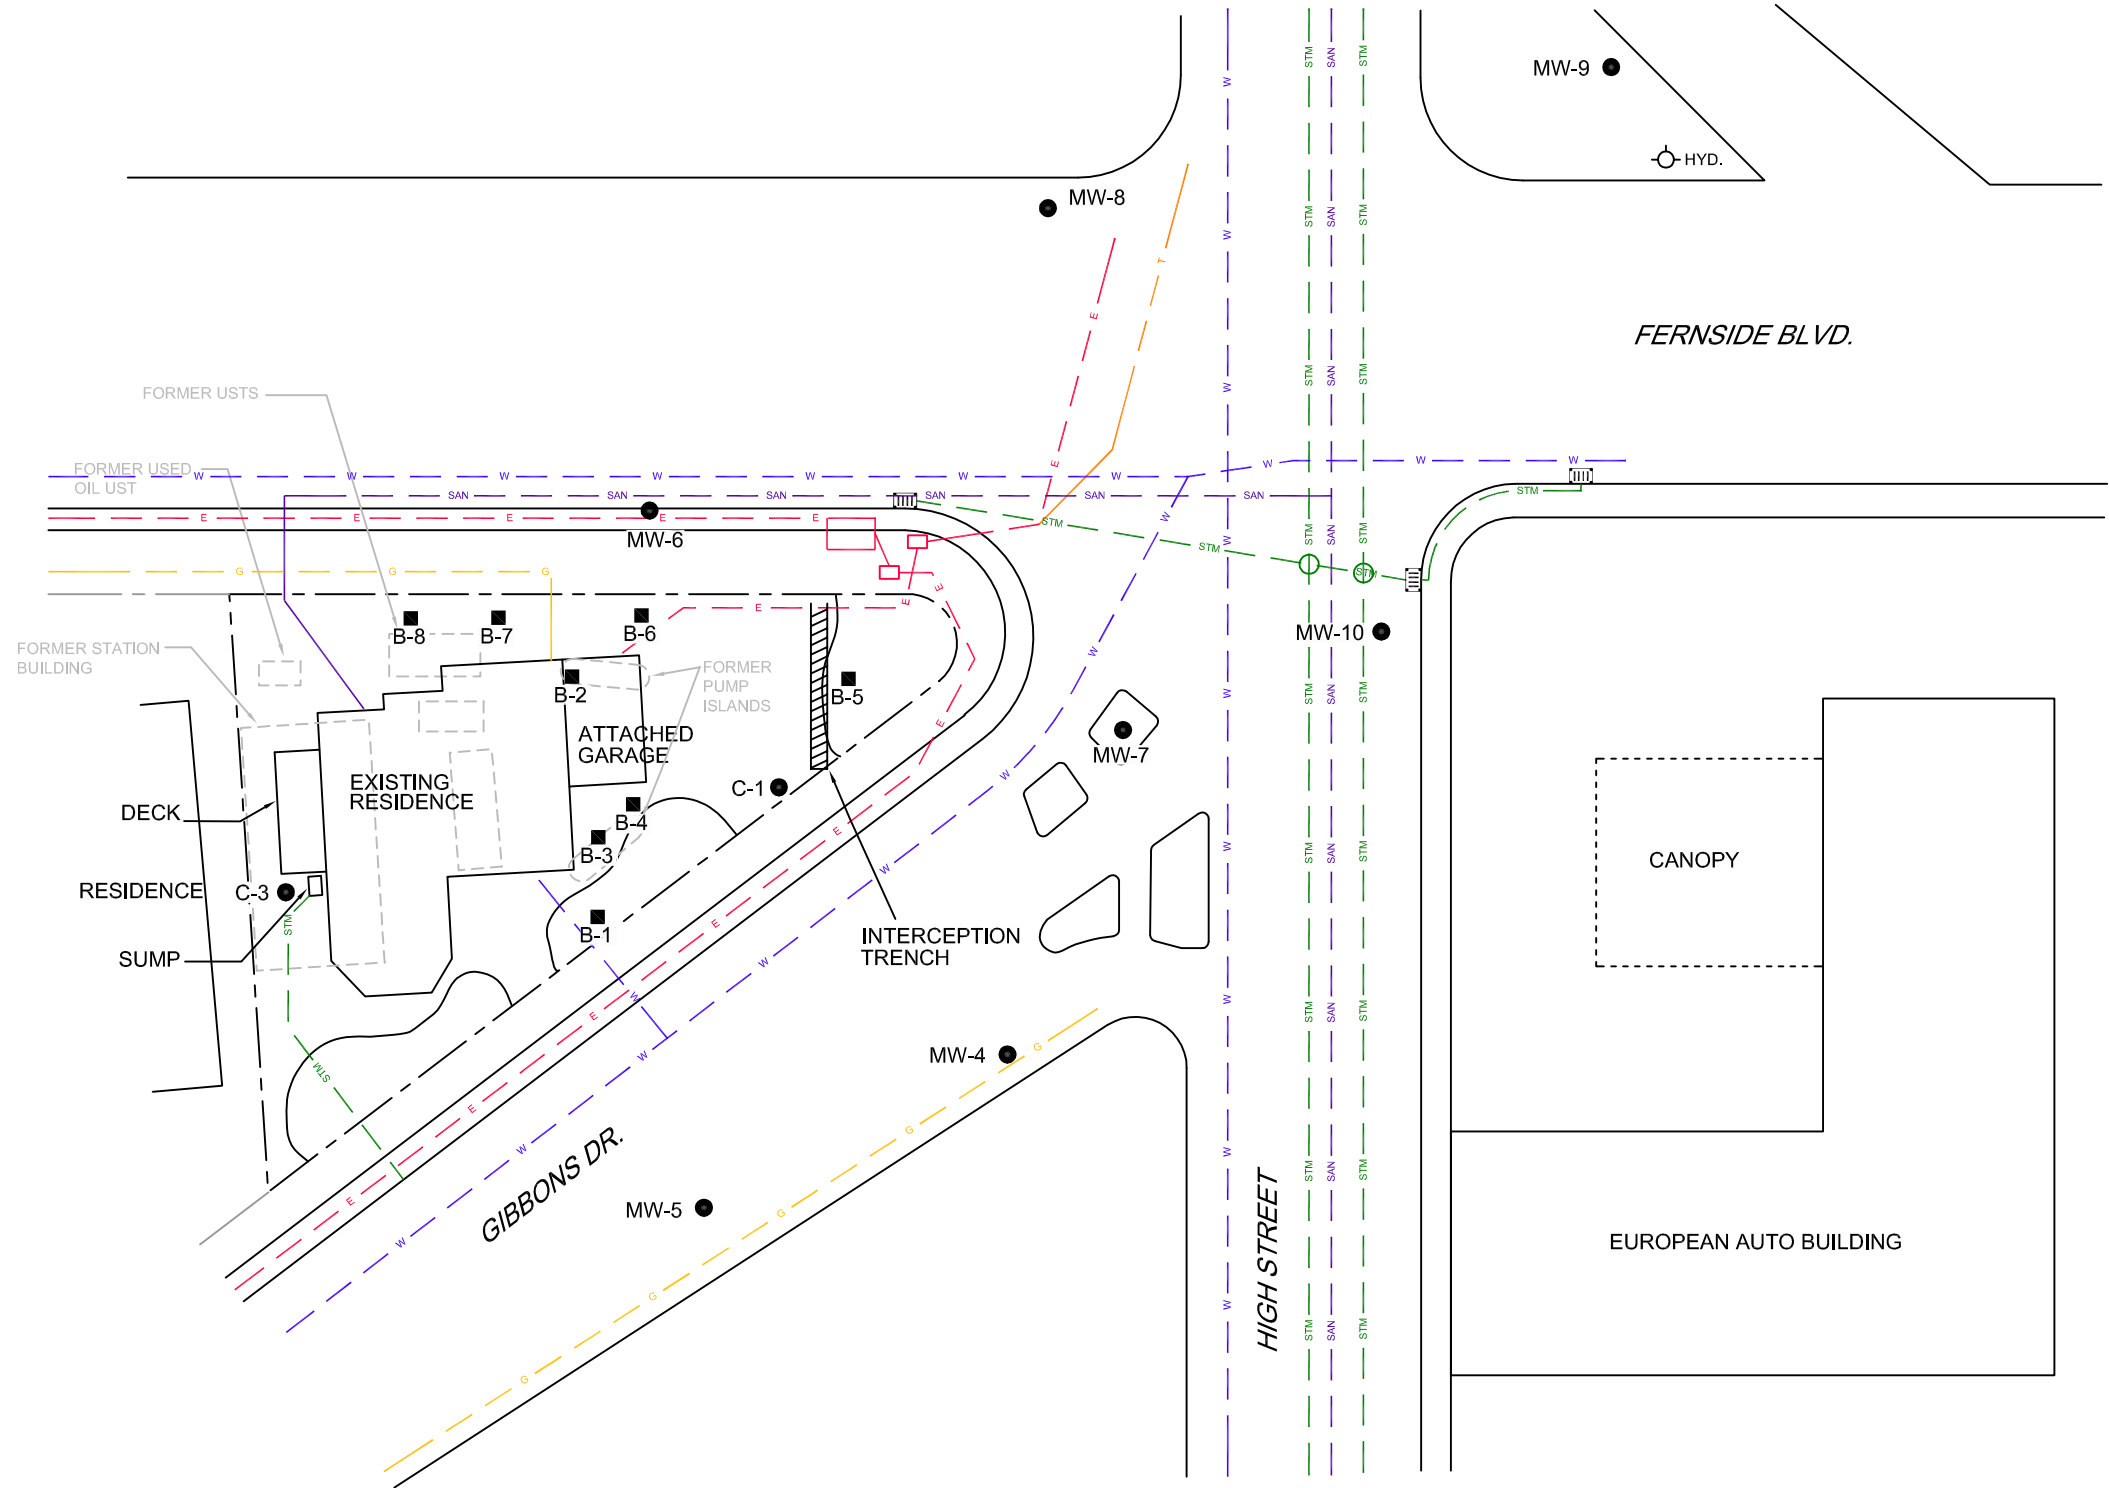 MW-9
HYD.
MW-8
FERNSIDE BLVD.
FORMER USTS
FORMER USED
OIL UST
MW-6
FORMER STATION
BUILDING
B-8
B-7
B-6
B-2
FORMER
PUMP
ISLANDS
B-5
MW-10
MW-7
ATTACHED
GARAGE
EXISTING
RESIDENCE
C-1
DECK
B-4
B-3
CANOPY
RESIDENCE
C-3
B-1
INTERCEPTION
TRENCH
SUMP
MW-4
GIBBONS DR.
MW-5
HIGH STREET
EUROPEAN AUTO BUILDING
W
STM
SAN
E
G
T